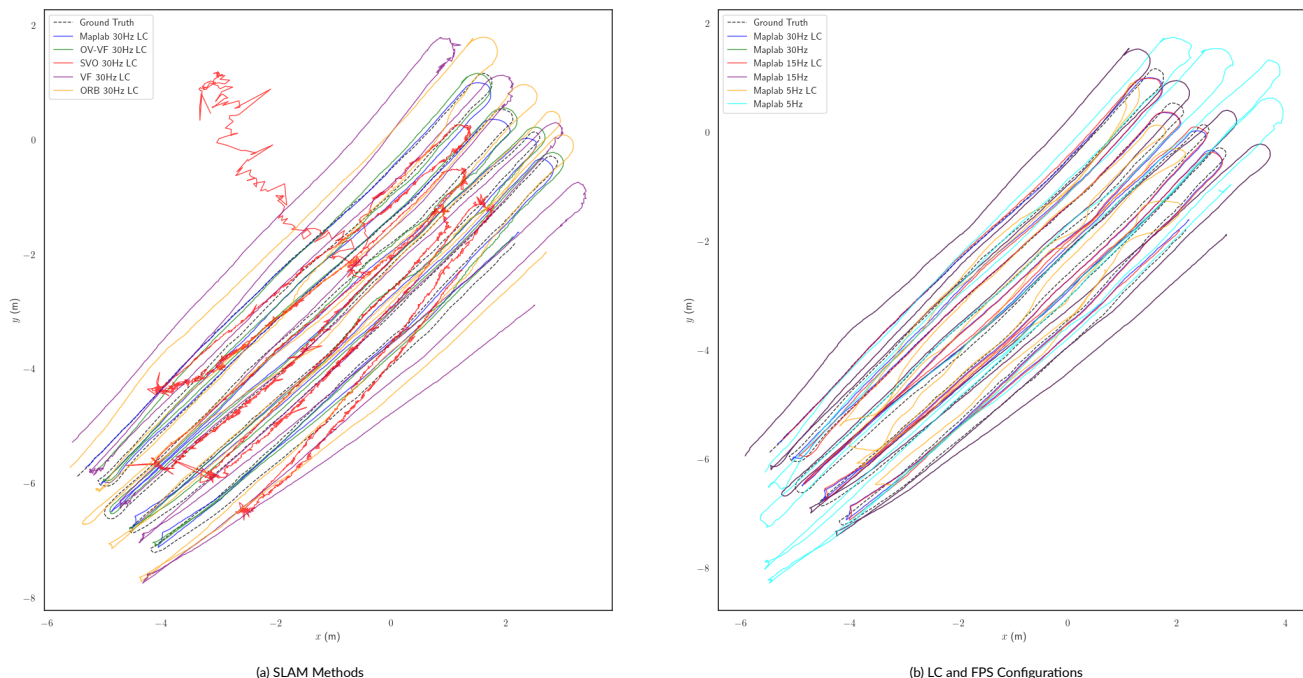 Ground Truth
Maplab 30Hz LC
OV-VF 30Hz LC
SVO 30Hz LC
VF 30Hz LC
ORB 30Hz LC
2
0
−2
−4
−6
−8
y (m)
−6
−4
−2
0
2
x (m)
(a) SLAM Methods
Ground Truth
Maplab 30Hz LC
Maplab 30Hz
Maplab 15Hz LC
Maplab 15Hz
Maplab 5Hz LC
Maplab 5Hz
2
0
−2
−4
−6
−8
y (m)
−6
−4
−2
0
2
4
x (m)
(b) LC and FPS Configurations